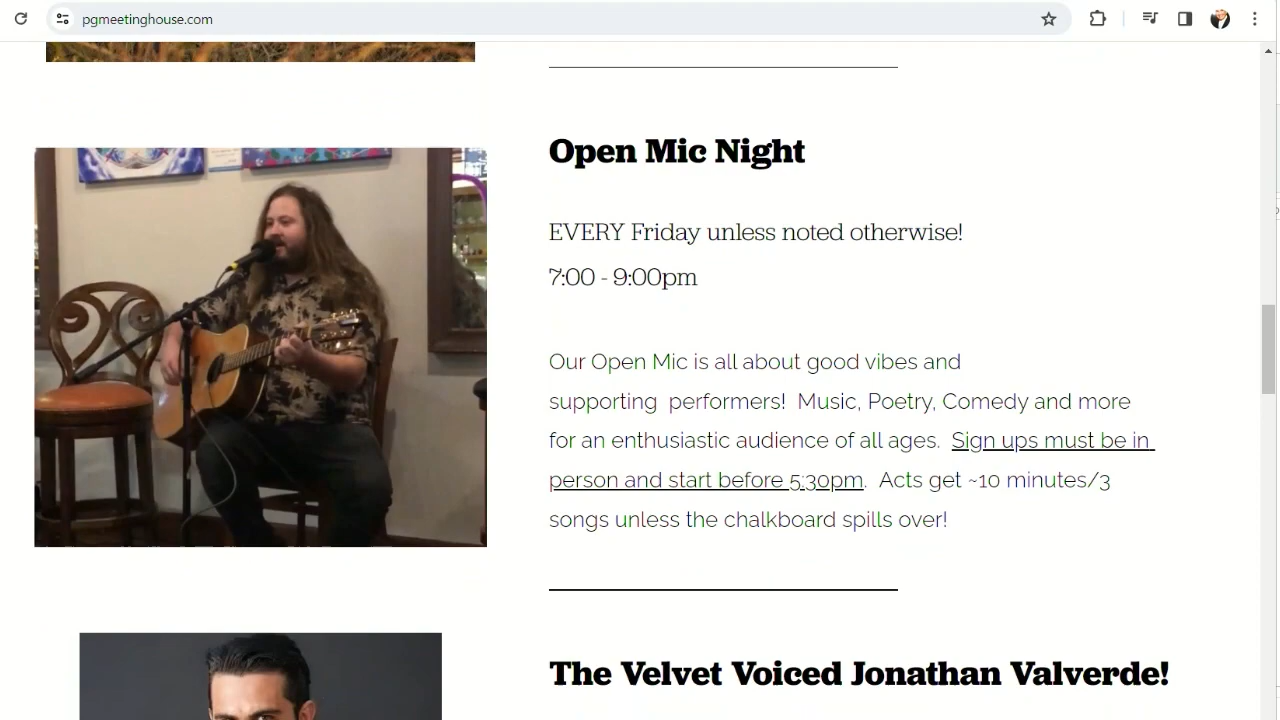 pgmeetinghouse.com
Open Mic Night
EVERY Friday unless noted otherwise!
7:00 - 9:00pm
Our Open Mic is all about good vibes and
supporting performers! Music, Poetry, Comedy and more
for an enthusiastic audience of all ages. Sign ups must be in
person and start before 5:30pm. Acts get ~10 minutes/3
songs unless the chalkboard spills over!
The Velvet Voiced Jonathan Valverde!